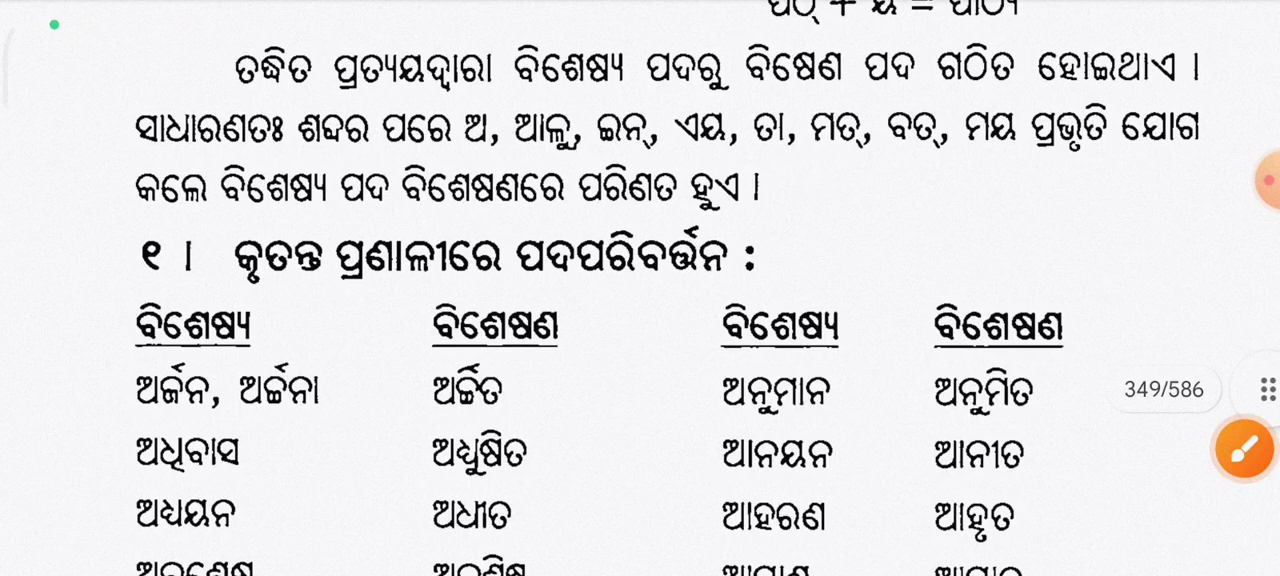 ପଠ୍ + ୟ = ପାଠ୍ୟ
ତଦ୍ଧିତ ପ୍ରତ୍ୟୟଦ୍ୱାରା ବିଶେଷ୍ୟ ପଦରୁ ବିଷେଣ ପଦ ଗଠିତ ହୋଇଥାଏ ।
ସାଧାରଣତଃ ଶବ୍ଦର ପରେ ଅ, ଆଳୁ, ଇନ୍, ଏୟ, ତା, ମତ୍, ବତ୍, ମୟ ପ୍ରଭୃତି ଯୋଗ
କଲେ ବିଶେଷ୍ୟ ପଦ ବିଶେଷଣରେ ପରିଣତ ହୁଏ ।
୧ । କୃତନ୍ତ ପ୍ରଣାଳୀରେ ପଦପରିବର୍ତ୍ତନ :
ବିଶେଷ୍ୟ ବିଶେଷଣ ବିଶେଷ୍ୟ ବିଶେଷଣ
ଅର୍ଜନ, ଅର୍ଚ୍ଚନା ଅର୍ଚ୍ଚିତ ଅନୁମାନ ଅନୁମିତ
349/586
ଅଧିବାସ ଅଧ୍ୟୁଷିତ ଆନୟନ ଆନୀତ
ଅଧ୍ୟୟନ ଅଧୀତ ଆହରଣ ଆହୃତ